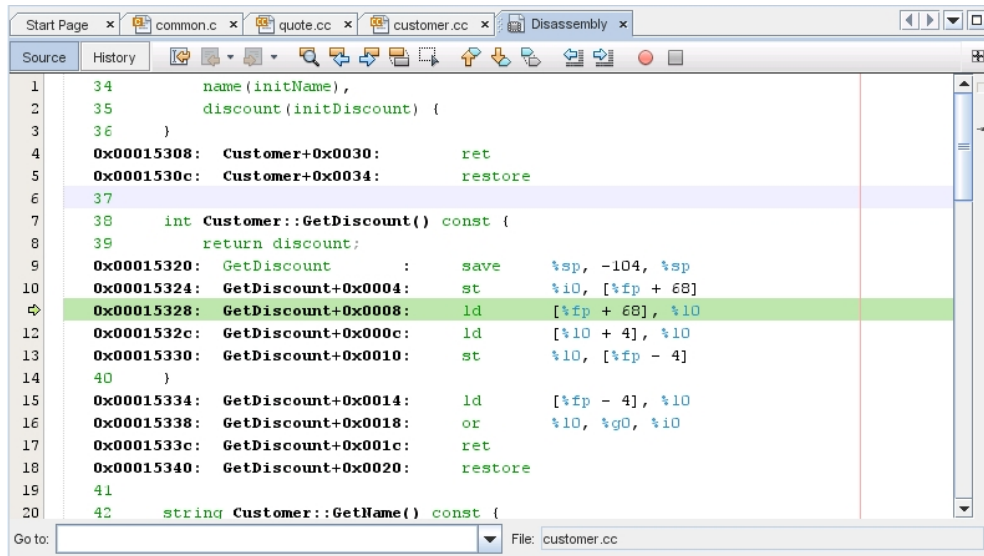 Start Page common.c quote.cc customer.cc Disassembly
Source History
1 34 name(initName),
2 35 discount(initDiscount) {
3 36 }
4 0x00015308: Customer+0x0030: ret
5 0x0001530c: Customer+0x0034: restore
6 37
7 38 int Customer::GetDiscount() const {
8 39 return discount;
9 0x00015320: GetDiscount : save %sp, -104, %sp
10 0x00015324: GetDiscount+0x0004: st %i0, [%fp + 68]
0x00015328: GetDiscount+0x0008: ld [%fp + 68], %l0
12 0x0001532c: GetDiscount+0x000c: ld [%l0 + 4], %l0
13 0x00015330: GetDiscount+0x0010: st %l0, [%fp - 4]
14 40 }
15 0x00015334: GetDiscount+0x0014: ld [%fp - 4], %l0
16 0x00015338: GetDiscount+0x0018: or %l0, %g0, %i0
17 0x0001533c: GetDiscount+0x001c: ret
18 0x00015340: GetDiscount+0x0020: restore
19 41
20 42 string Customer::GetName() const {
Go to: File: customer.cc